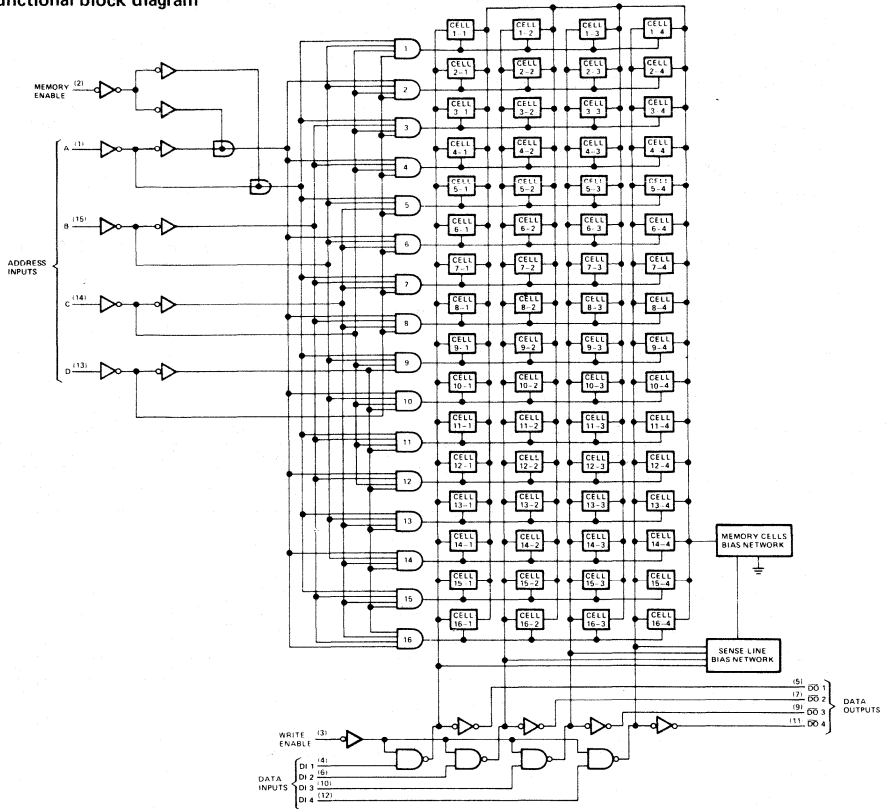 functional block diagram
MEMORY
ENABLE
(2)
ADDRESS
INPUTS
A (1)
B (15)
C (14)
D (13)
1
CELL
1-1
CELL
1-2
CELL
1-3
CELL
1-4
2
CELL
2-1
CELL
2-2
CELL
2-3
CELL
2-4
3
CELL
3-1
CELL
3-2
CELL
3-3
CELL
3-4
4
CELL
4-1
CELL
4-2
CELL
4-3
CELL
4-4
5
CELL
5-1
CELL
5-2
CELL
5-3
CELL
5-4
6
CELL
6-1
CELL
6-2
CELL
6-3
CELL
6-4
7
CELL
7-1
CELL
7-2
CELL
7-3
CELL
7-4
8
CELL
8-1
CELL
8-2
CELL
8-3
CELL
8-4
9
CELL
9-1
CELL
9-2
CELL
9-3
CELL
9-4
10
CELL
10-1
CELL
10-2
CELL
10-3
CELL
10-4
11
CELL
11-1
CELL
11-2
CELL
11-3
CELL
11-4
12
CELL
12-1
CELL
12-2
CELL
12-3
CELL
12-4
13
CELL
13-1
CELL
13-2
CELL
13-3
CELL
13-4
14
CELL
14-1
CELL
14-2
CELL
14-3
CELL
14-4
15
CELL
15-1
CELL
15-2
CELL
15-3
CELL
15-4
16
CELL
16-1
CELL
16-2
CELL
16-3
CELL
16-4
MEMORY CELLS
BIAS NETWORK
SENSE-LINE
BIAS NETWORK
(5) DO 1
(7) DO 2
(9) DO 3
(11) DO 4
DATA
OUTPUTS
WRITE
ENABLE
(3)
DATA
INPUTS
DI 1 (4)
DI 2 (6)
DI 3 (10)
DI 4 (12)